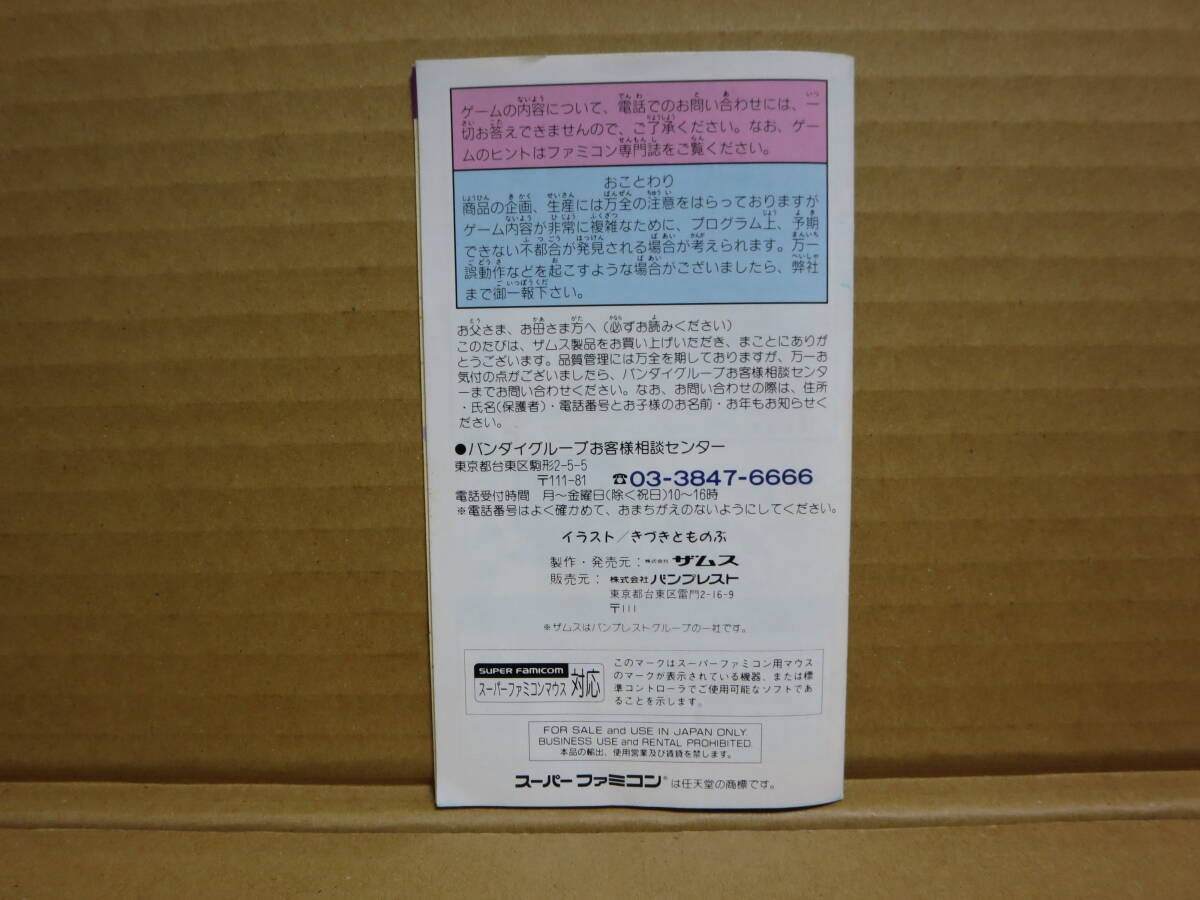 ゲームの内容について、電話でのお問い合わせには、一
切お答えできませんので、ご了承ください。なお、ゲー
ムのヒントはファミコン専門誌をご覧ください。
おことわり
商品の企画、生産には万全の注意をはらっておりますが
ゲーム内容が非常に複雑なために、プログラム上、予期
できない不都合が発見される場合が考えられます。万一
誤動作などを起こすような場合がございましたら、弊社
まで御一報下さい。
お父さま、お母さま方へ（必ずお読みください）
このたびは、ザムス製品をお買い上げいただき、まことにありが
とうございます。品質管理には万全を期しておりますが、万一お
気付の点がございましたら、バンダイグループお客様相談センタ
ーまでお問い合わせください。なお、お問い合わせの際は、住所
・氏名(保護者)・電話番号とお子様のお名前・お年もお知らせく
ださい。
●バンダイグループお客様相談センター
東京都台東区駒形2-5-5
〒111-81 ☎03-3847-6666
電話受付時間 月〜金曜日(除く祝日)10〜16時
※電話番号はよく確かめて、おまちがえのないようにしてください。
イラスト／きづきとものぶ
製作・発売元：株式会社 ザムス
販売元：株式会社 バンプレスト
東京都台東区雷門2-16-9
〒111
※ザムスはバンプレストグループの一社です。
SUPER FAMICOM
スーパーファミコンマウス 対応
このマークはスーパーファミコン用マウス
のマークが表示されている機器、または標
準コントローラでご使用可能なソフトであ
ることを示します。
FOR SALE and USE IN JAPAN ONLY.
BUSINESS USE and RENTAL PROHIBITED.
本品の輸出、使用営業及び賃貸を禁じます。
スーパーファミコン®は任天堂の商標です。